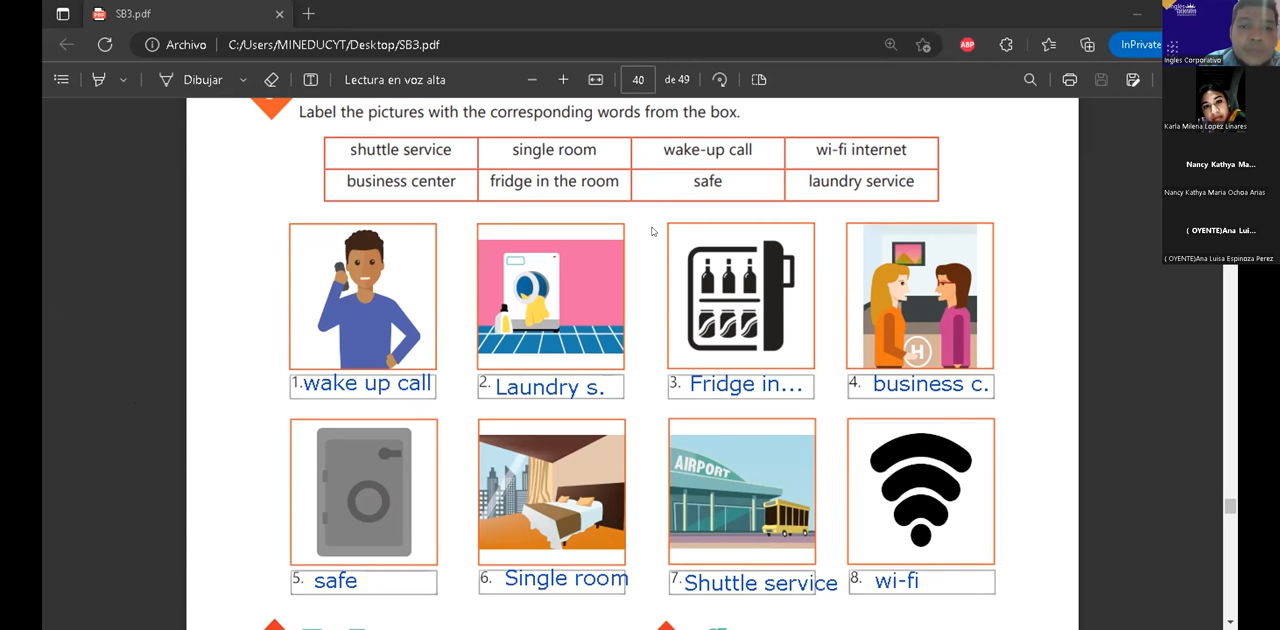 SB3.pdf
Archivo
C:/Users/MINEDUCYT/Desktop/SB3.pdf
ABP
InPrivate
Dibujar
Lectura en voz alta
40 de 49
Label the pictures with the corresponding words from the box.
shuttle service single room wake-up call wi-fi internet
business center fridge in the room safe laundry service
AIRPORT
H
1. wake up call
2. Laundry s.
3. Fridge in...
4. business c.
5. safe
6. Single room
7. Shuttle service
8. wi-fi
Ingles Corporativo
Karla Milena Lopez Linares
Nancy Kathya Ma...
Nancy Kathya Maria Ochoa Arias
( OYENTE)Ana Lui...
( OYENTE)Ana Luisa Espinoza Perez